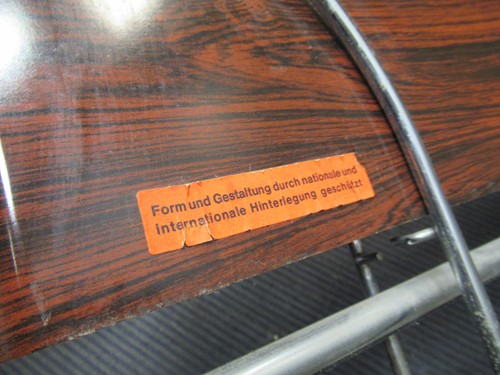 Form und Gestaltung durch nationale und
internationale Hinterlegung geschützt